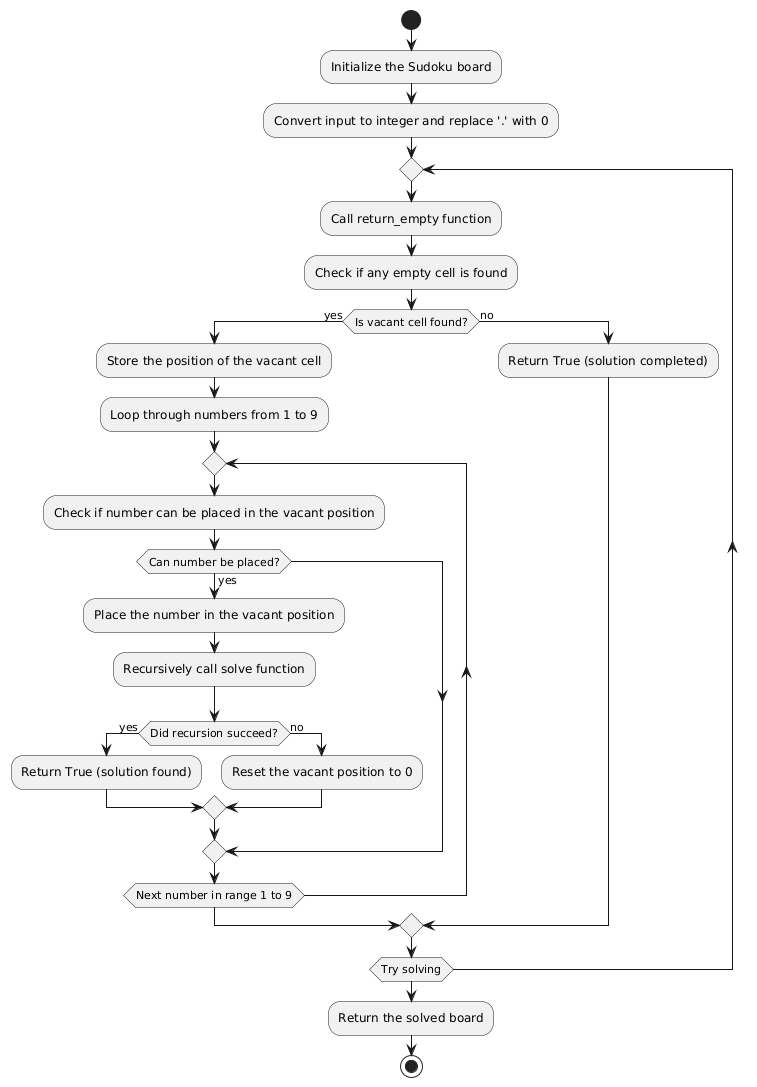 Initialize the Sudoku board
Convert input to integer and replace '.' with 0
Call return_empty function
Check if any empty cell is found
yes
Is vacant cell found?
no
Store the position of the vacant cell
Return True (solution completed)
Loop through numbers from 1 to 9
Check if number can be placed in the vacant position
Can number be placed?
yes
Place the number in the vacant position
Recursively call solve function
yes
Did recursion succeed?
no
Return True (solution found)
Reset the vacant position to 0
Next number in range 1 to 9
Try solving
Return the solved board